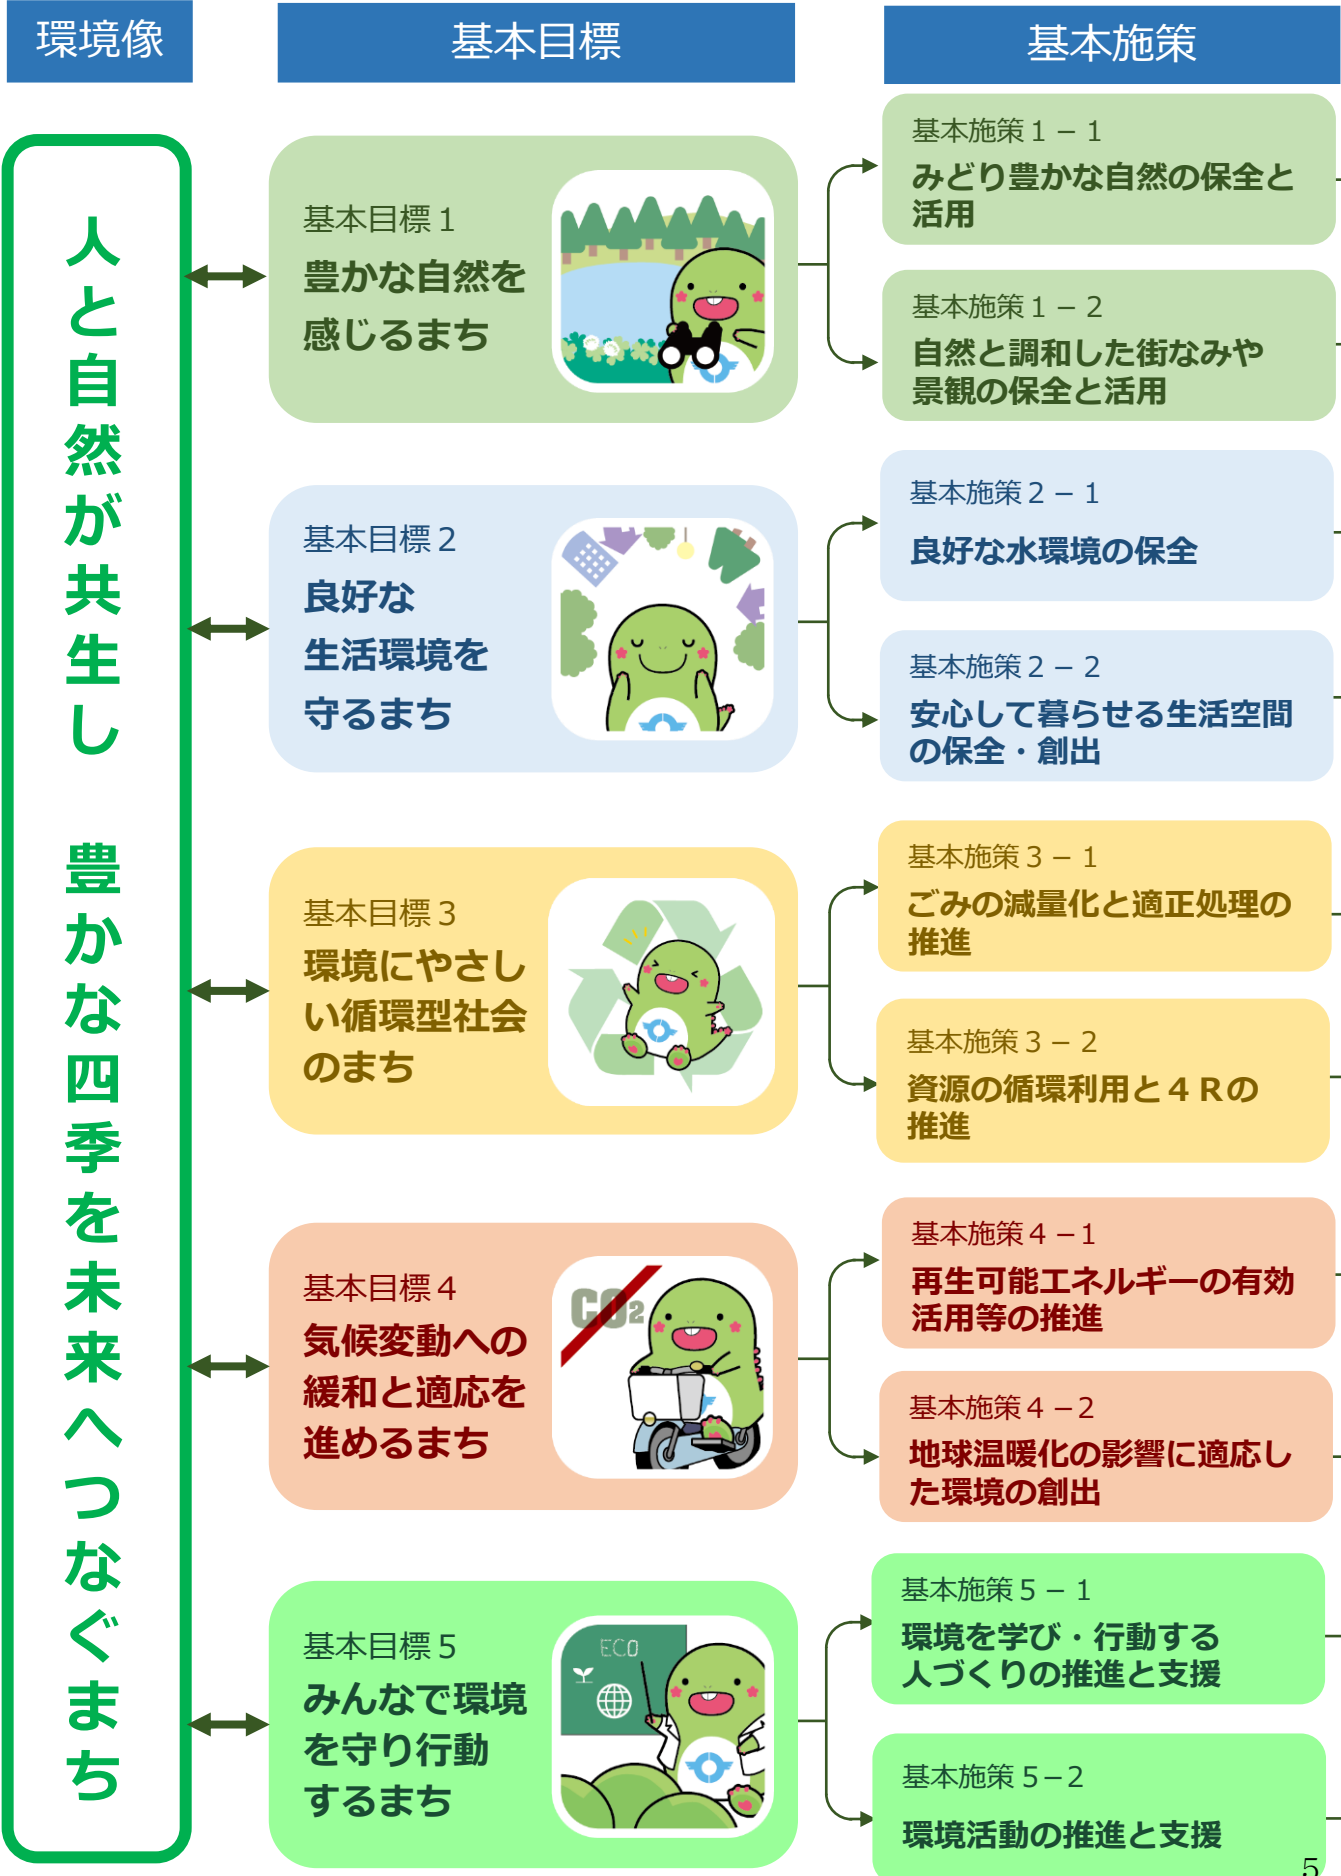 環境像
基本目標
基本施策
人と自然が共生し　豊かな四季を未来へつなぐまち
基本目標１
豊かな自然を
感じるまち
基本施策１－１
みどり豊かな自然の保全と
活用
基本施策１－２
自然と調和した街なみや
景観の保全と活用
基本目標２
良好な
生活環境を
守るまち
基本施策２－１
良好な水環境の保全
基本施策２－２
安心して暮らせる生活空間
の保全・創出
基本目標３
環境にやさし
い循環型社会
のまち
基本施策３－１
ごみの減量化と適正処理の
推進
基本施策３－２
資源の循環利用と４Ｒの
推進
基本目標４
気候変動への
緩和と適応を
進めるまち
CO2
基本施策４－１
再生可能エネルギーの有効
活用等の推進
基本施策４－２
地球温暖化の影響に適応し
た環境の創出
基本目標５
みんなで環境
を守り行動
するまち
ECO
基本施策５－１
環境を学び・行動する
人づくりの推進と支援
基本施策５－２
環境活動の推進と支援
5